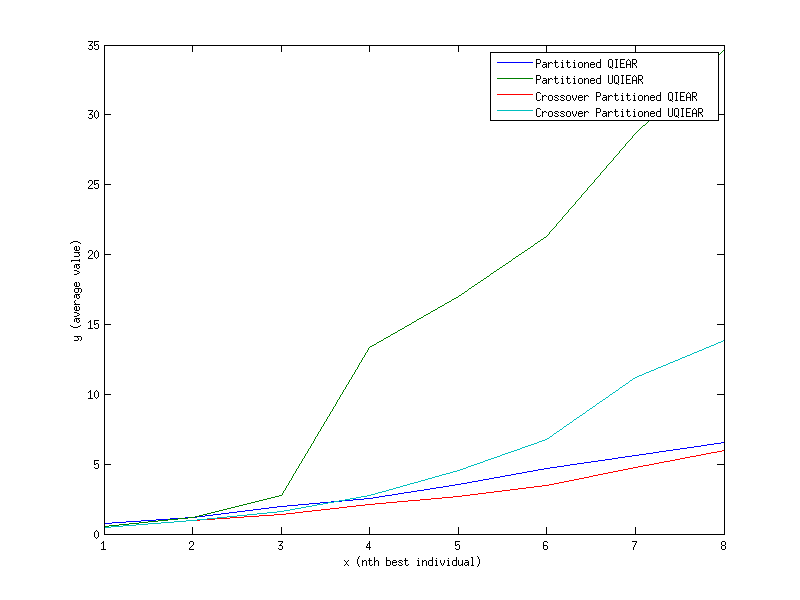 35
30
25
20
15
10
5
0
y (average value)
Partitioned QIEAR
Partitioned UQIEAR
Crossover Partitioned QIEAR
Crossover Partitioned UQIEAR
1 2 3 4 5 6 7 8
x (nth best individual)